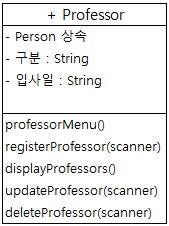 + Professor
- Person 상속
- 구분 : String
- 입사일 : String
professorMenu()
registerProfessor(scanner)
displayProfessors()
updateProfessor(scanner)
deleteProfessor(scanner)